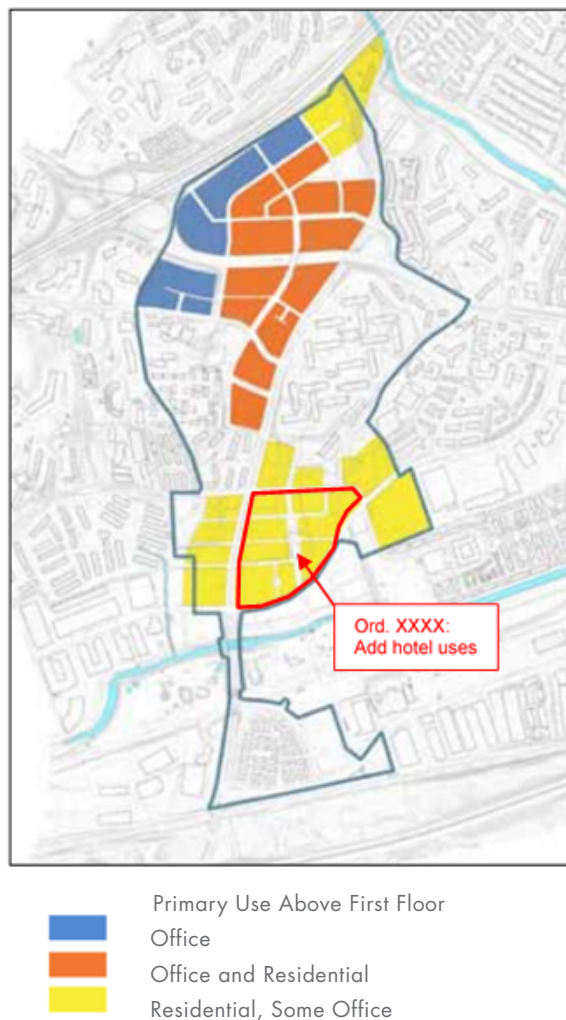 Ord. XXXX:
Add hotel uses
Primary Use Above First Floor
Office
Office and Residential
Residential, Some Office